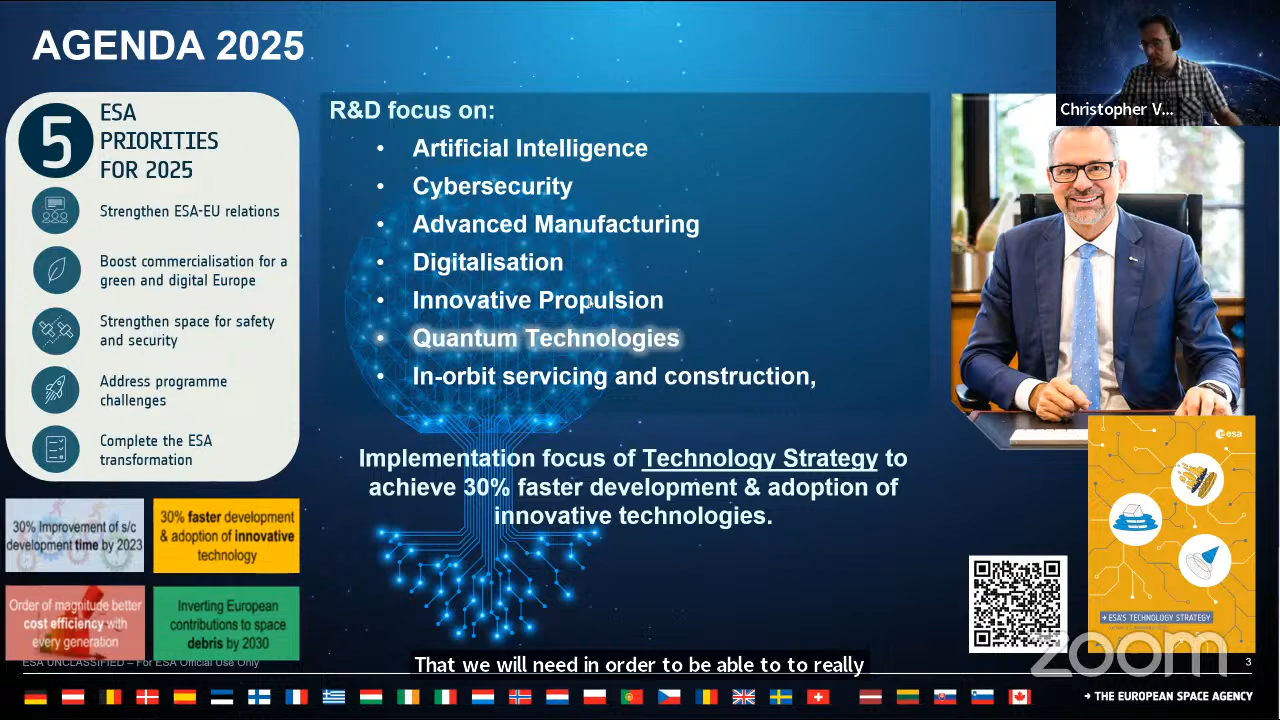 AGENDA 2025
5
ESA
PRIORITIES
FOR 2025
Strengthen ESA-EU relations
Boost commercialisation for a
green and digital Europe
Strengthen space for safety
and security
Address programme
challenges
Complete the ESA
transformation
30% Improvement of s/c
development time by 2023
30% faster development
& adoption of innovative
technology
Order of magnitude better
cost efficiency with
every generation
Inverting European
contributions to space
debris by 2030
R&D focus on:
• Artificial Intelligence
• Cybersecurity
• Advanced Manufacturing
• Digitalisation
• Innovative Propulsion
• Quantum Technologies
• In-orbit servicing and construction,
Implementation focus of Technology Strategy to
achieve 30% faster development & adoption of
innovative technologies.
Christopher V...
esa
→ ESA'S TECHNOLOGY STRATEGY
zoom
ESA UNCLASSIFIED – For ESA Official Use Only
That we will need in order to be able to to really
3
→ THE EUROPEAN SPACE AGENCY